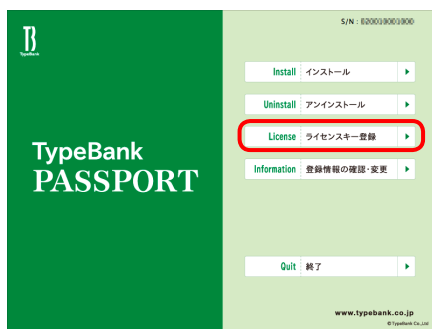 S/N :
TB
TypeBank
Install インストール
Uninstall アンインストール
License ライセンスキー登録
TypeBank
PASSPORT
Information 登録情報の確認・変更
Quit 終了
www.typebank.co.jp
©TypeBank Co.,Ltd